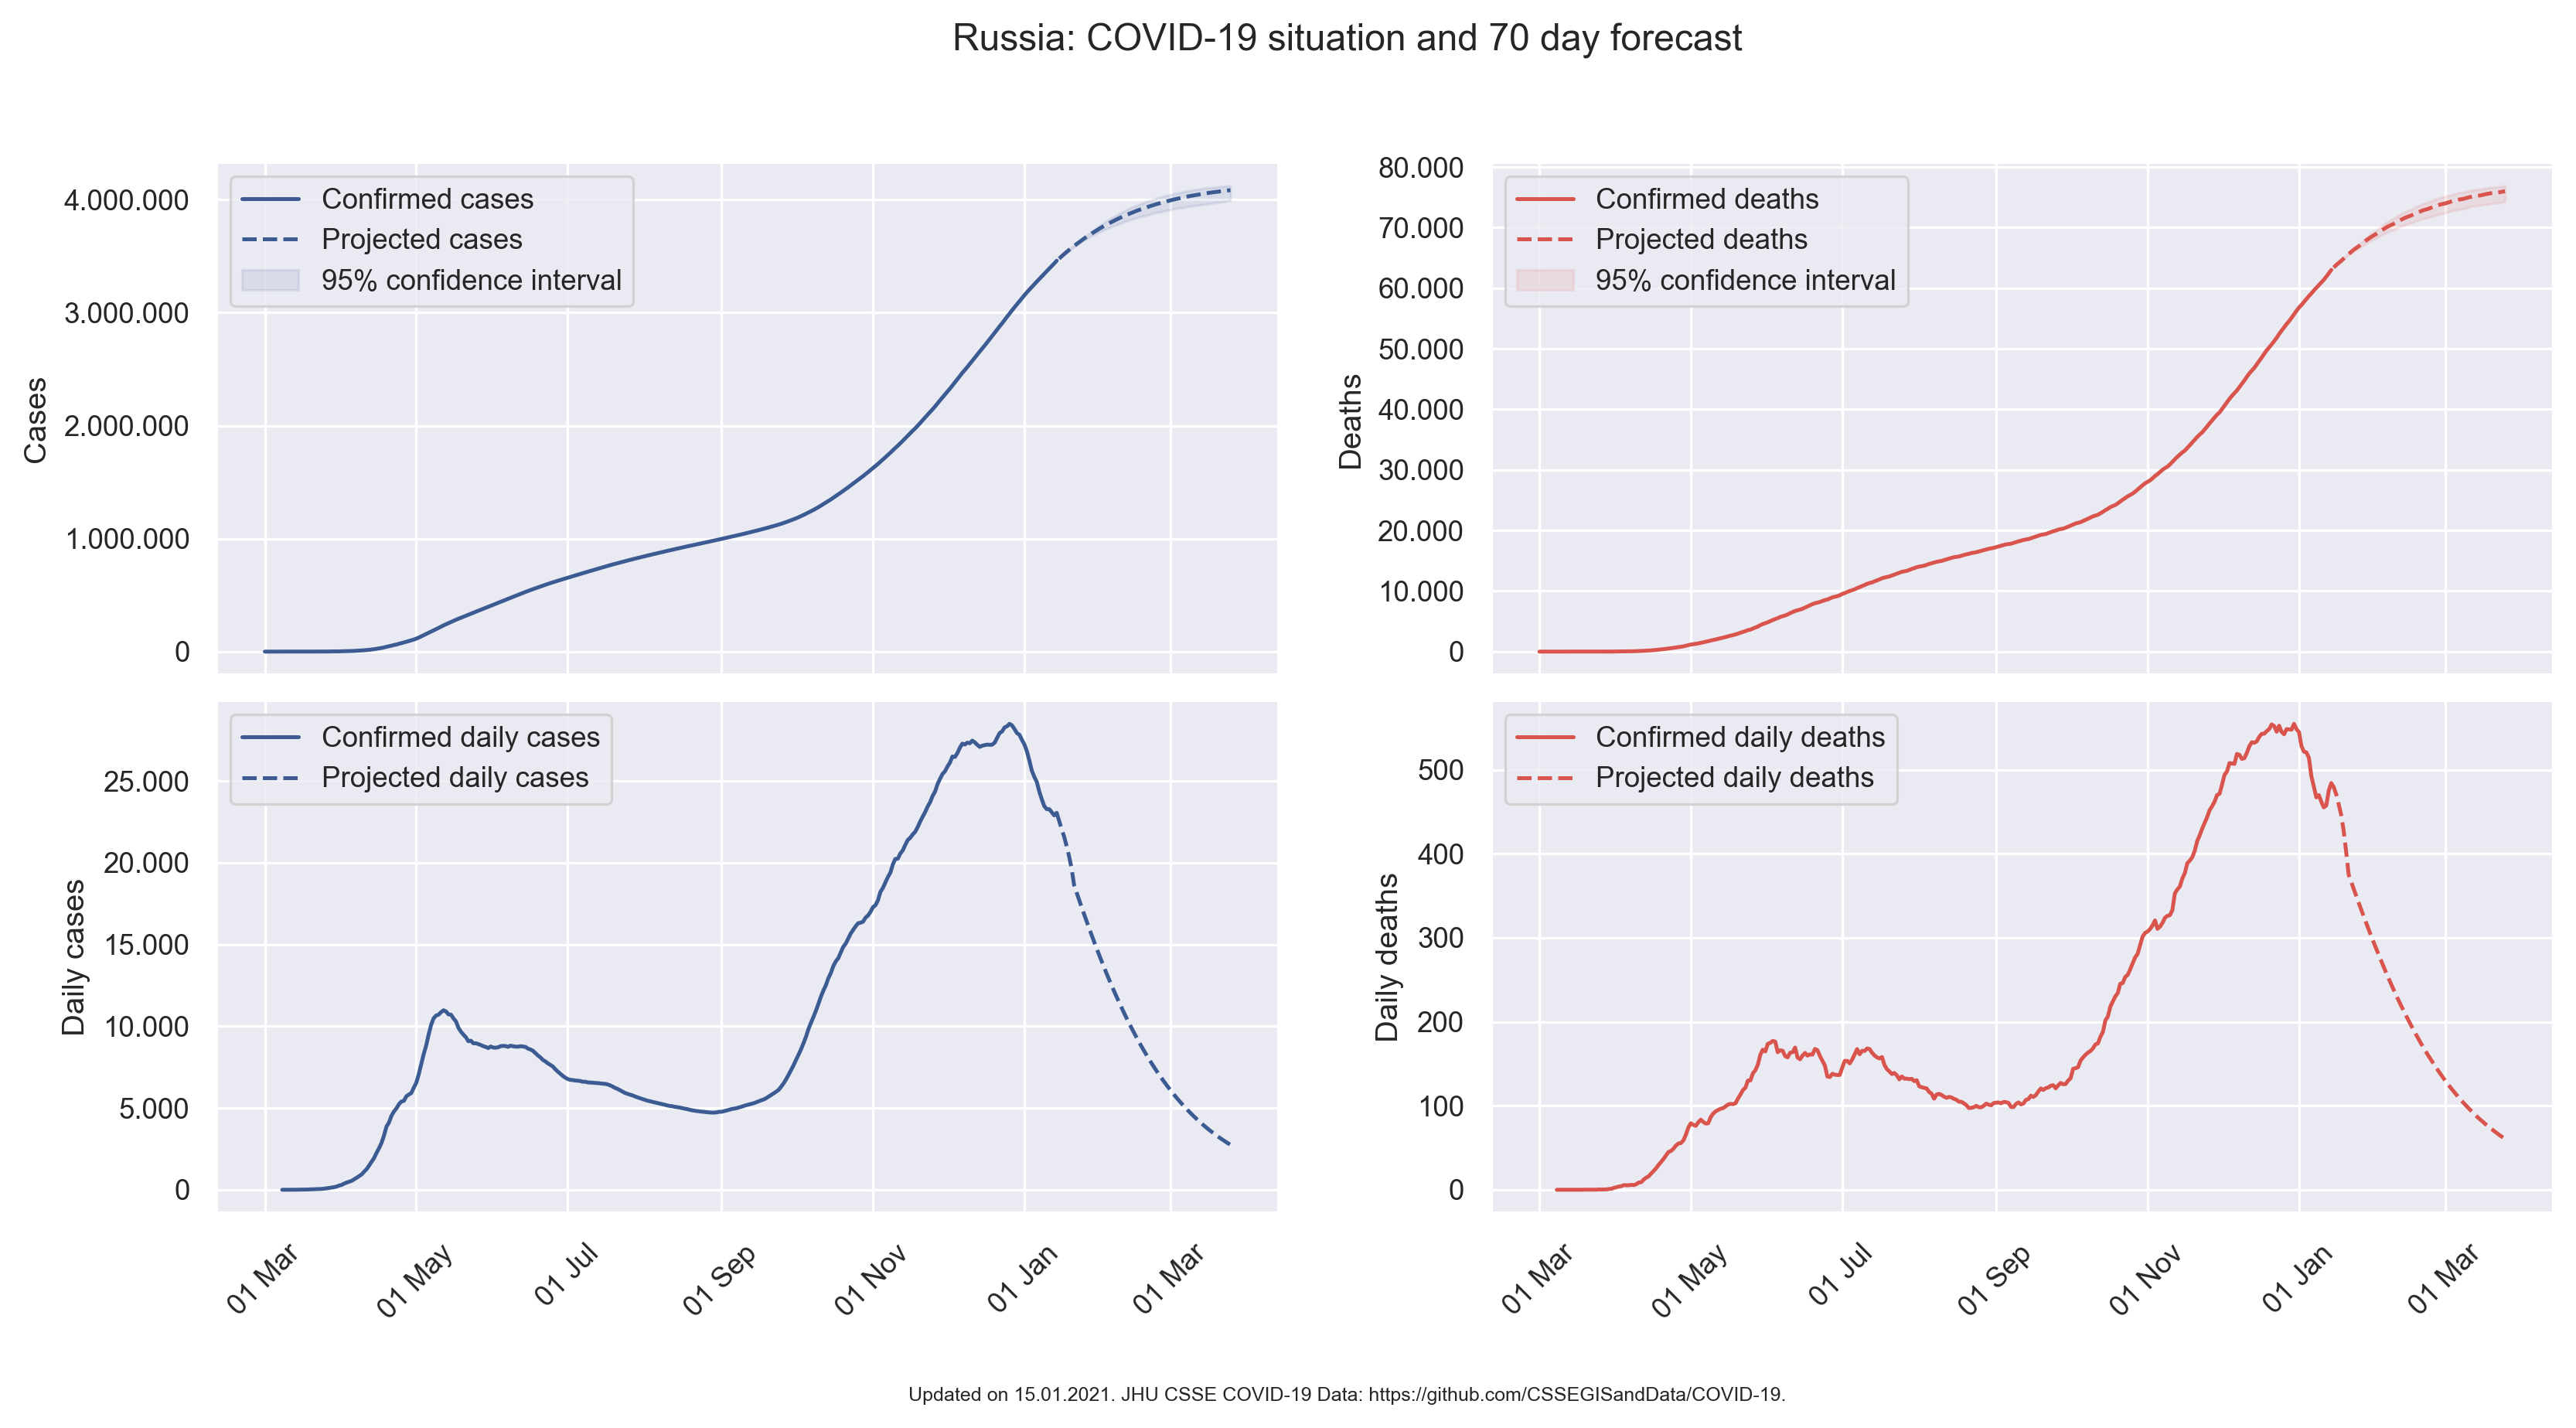 Russia: COVID-19 situation and 70 day forecast
Cases
4.000.000
3.000.000
2.000.000
1.000.000
0
Confirmed cases
Projected cases
95% confidence interval
Deaths
80.000
70.000
60.000
50.000
40.000
30.000
20.000
10.000
0
Confirmed deaths
Projected deaths
95% confidence interval
Daily cases
25.000
20.000
15.000
10.000
5.000
0
Confirmed daily cases
Projected daily cases
01 Mar
01 May
01 Jul
01 Sep
01 Nov
01 Jan
01 Mar
Daily deaths
500
400
300
200
100
0
Confirmed daily deaths
Projected daily deaths
01 Mar
01 May
01 Jul
01 Sep
01 Nov
01 Jan
01 Mar
Updated on 15.01.2021. JHU CSSE COVID-19 Data: https://github.com/CSSEGISandData/COVID-19.